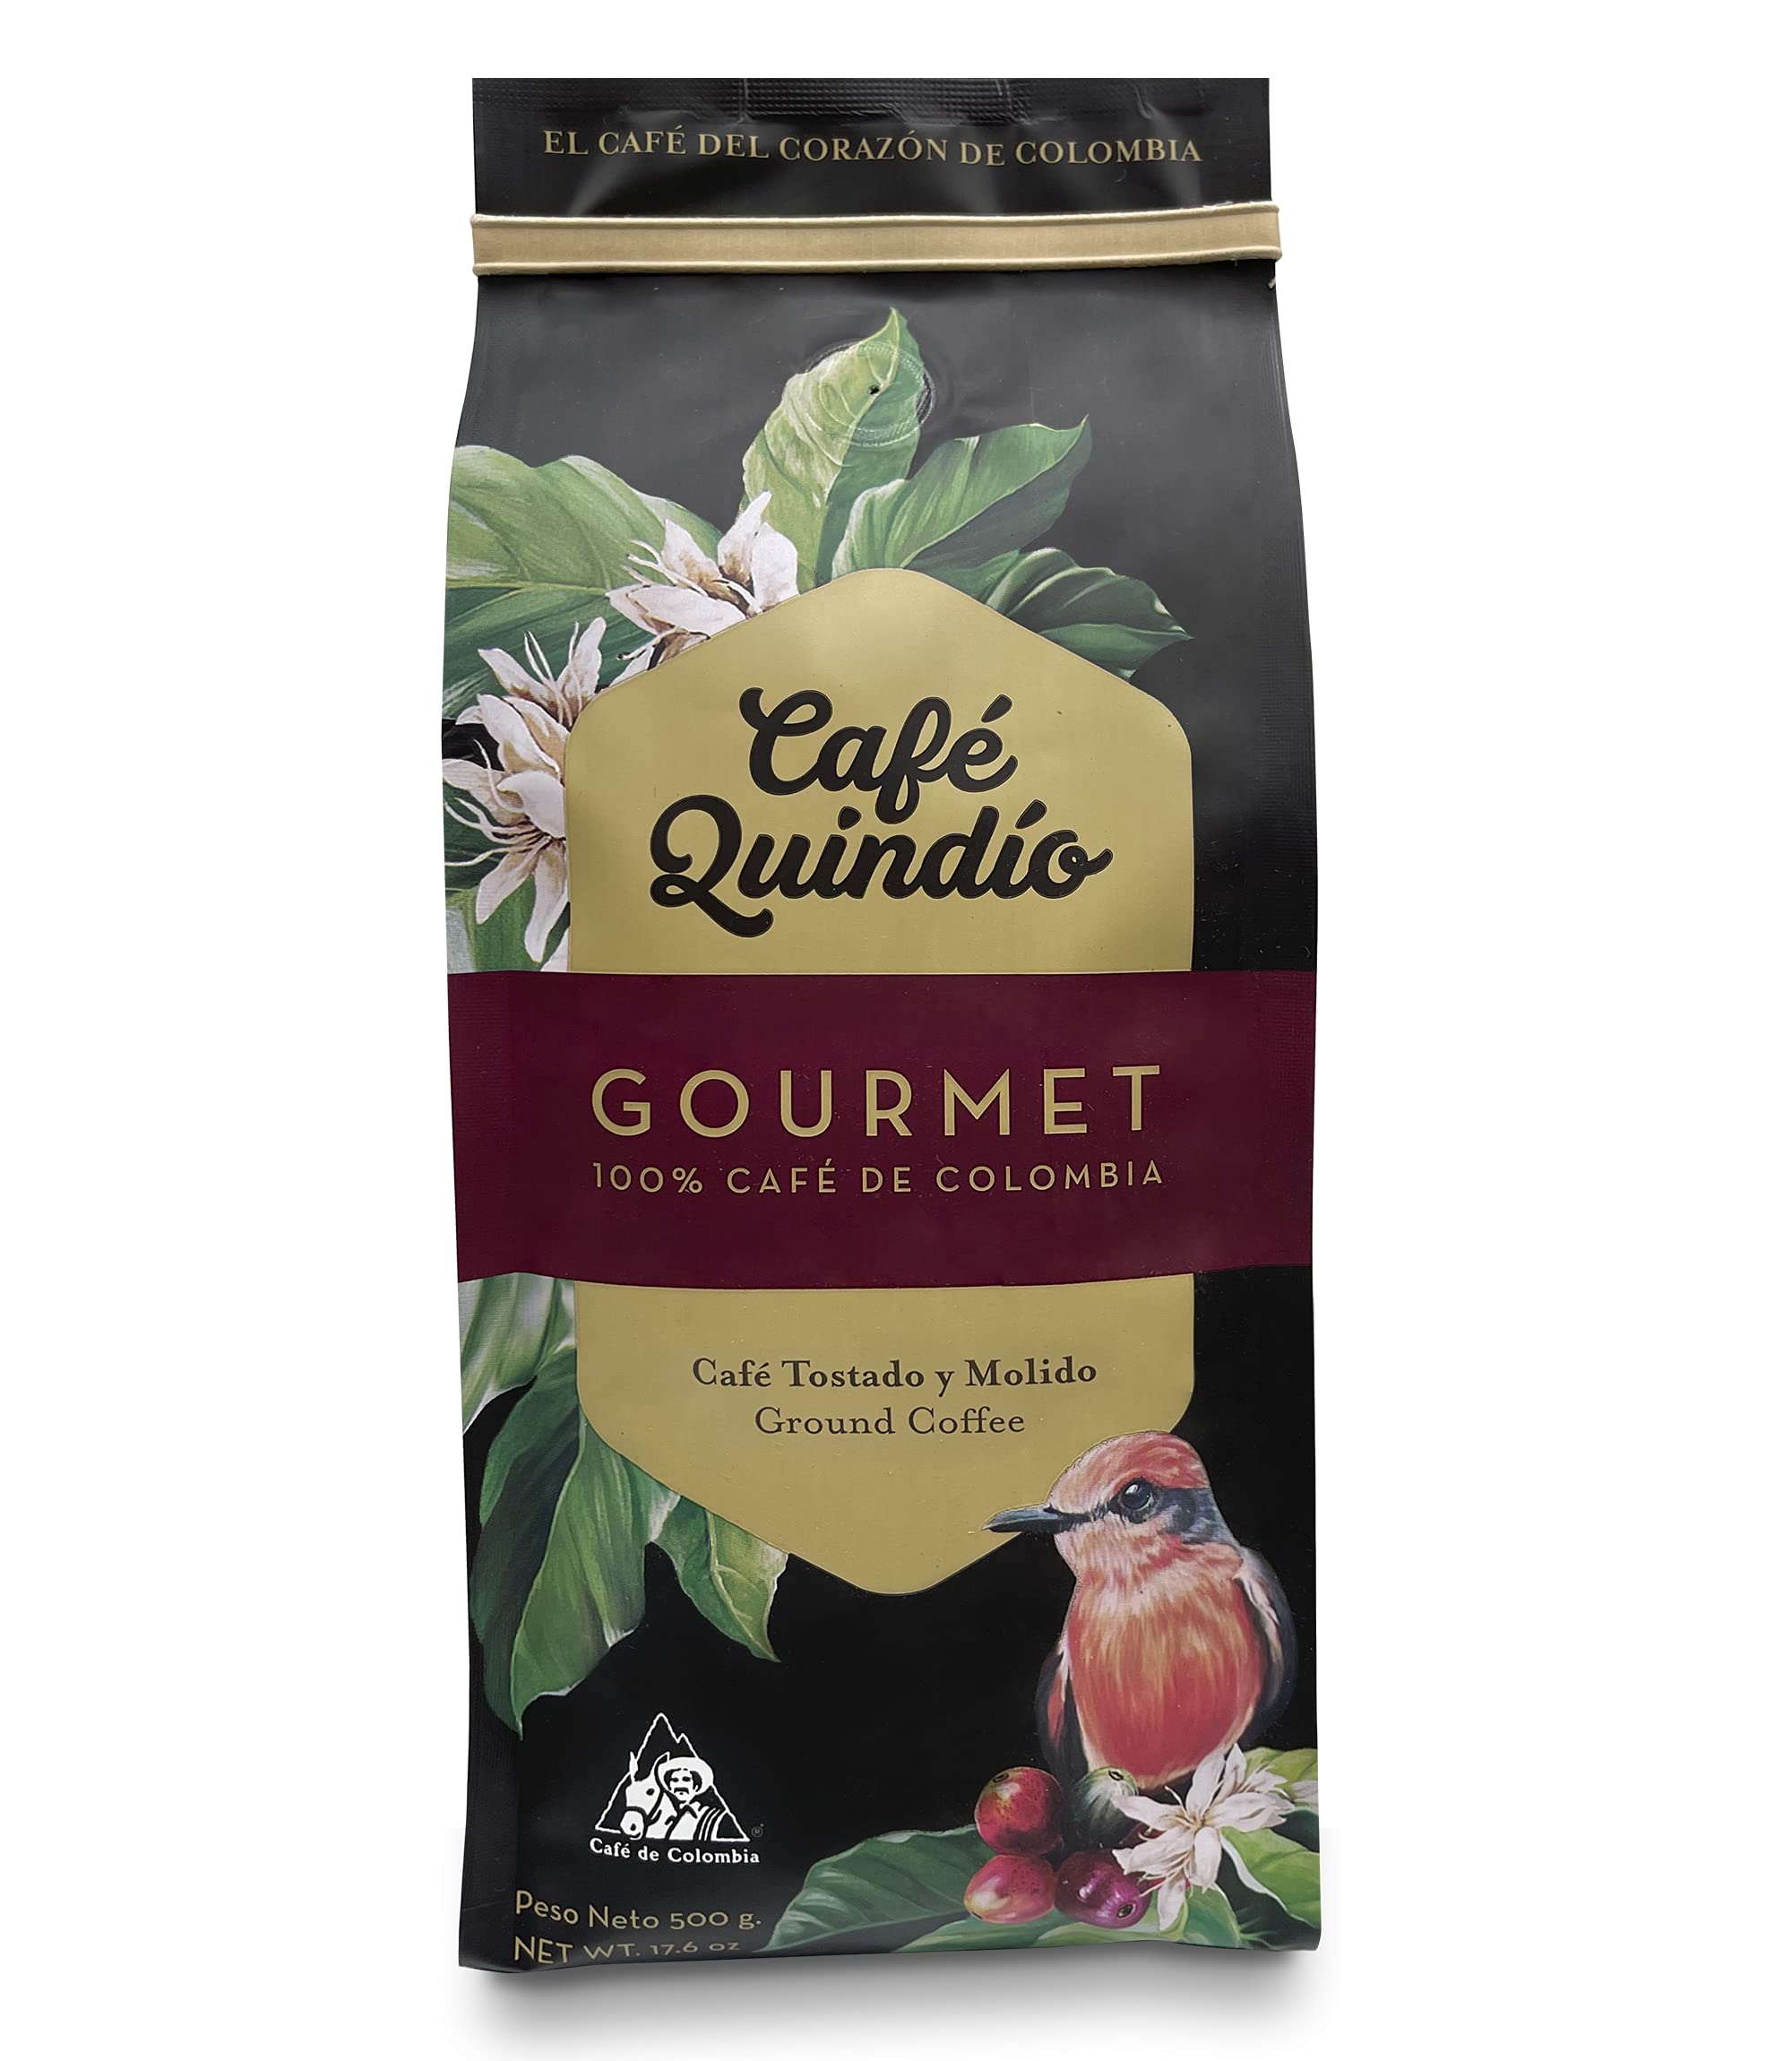 EL CAFÉ DEL CORAZÓN DE COLOMBIA
Café
Quindío
GOURMET
100% CAFÉ DE COLOMBIA
Café Tostado y Molido
Ground Coffee
®
Café de Colombia
Peso Neto 500 g.
NET WT. 17.6 oz